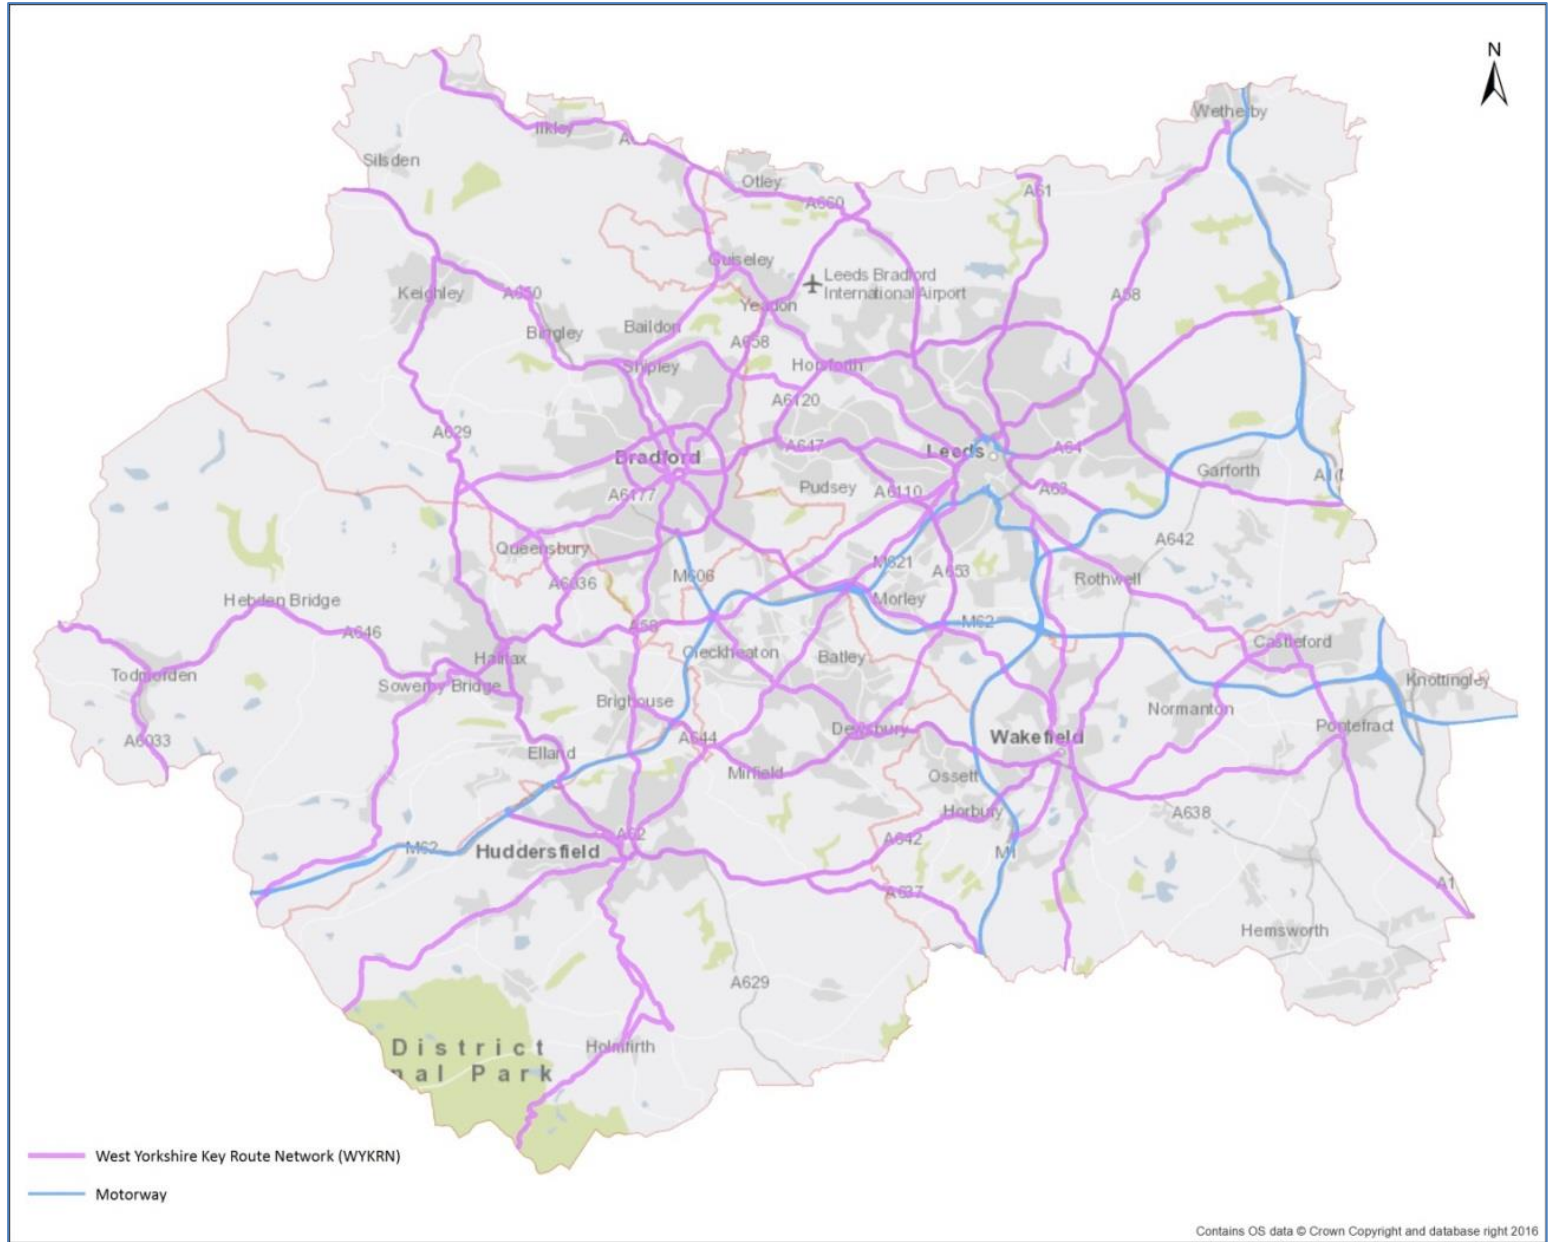 N
Wetherby
Ilkley
Silsden
Otley
A660
A61
Guiseley
Leeds Bradford
International Airport
Keighley
A650
Yeadon
A58
Bingley
Baildon
A658
Shipley
Horsforth
A6120
A629
A647
Leeds
A64
Bradford
Garforth
A6177
Pudsey
A6110
A63
Queensbury
A642
M621
A6036
M606
A653
Rothwell
Hebden Bridge
Morley
A646
A58
M62
Cleckheaton
Batley
Castleford
Halifax
Todmorden
Sowerby Bridge
Knottingley
Brighouse
Normanton
Dewsbury
Pontefract
A6033
A644
Wakefield
Elland
Mirfield
Ossett
Horbury
A638
A62
A642
M62
Huddersfield
M1
A637
A1
Hemsworth
A629
Holmfirth
District
nal Park
West Yorkshire Key Route Network (WYKRN)
Motorway
Contains OS data © Crown Copyright and database right 2016